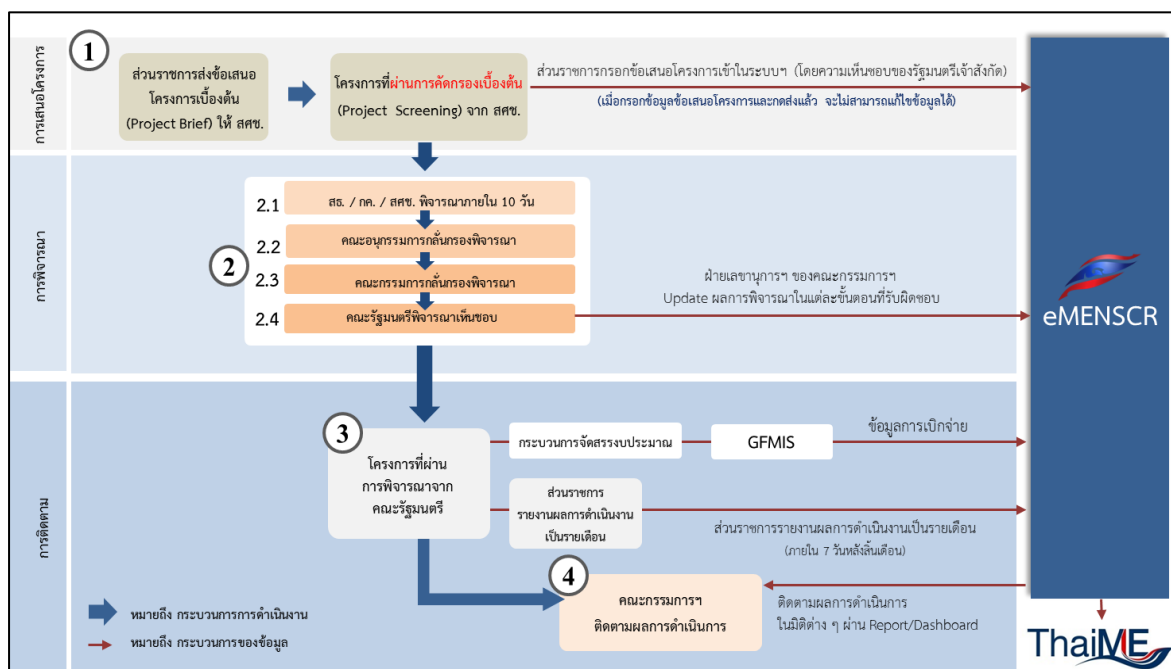 การเสนอโครงการ
1
ส่วนราชการส่งข้อเสนอ
โครงการเบื้องต้น
(Project Brief) ให้ สศช.
โครงการที่ผ่านการคัดกรองเบื้องต้น
(Project Screening) จาก สศช.
ส่วนราชการกรอกข้อเสนอโครงการเข้าในระบบฯ (โดยความเห็นชอบของรัฐมนตรีเจ้าสังกัด)
(เมื่อกรอกข้อมูลข้อเสนอโครงการและกดส่งแล้ว จะไม่สามารถแก้ไขข้อมูลได้)
การพิจารณา
2
2.1 สธ. / กค. / สศช. พิจารณาภายใน 10 วัน
2.2 คณะอนุกรรมการกลั่นกรองพิจารณา
2.3 คณะกรรมการกลั่นกรองพิจารณา
2.4 คณะรัฐมนตรีพิจารณาเห็นชอบ
ฝ่ายเลขานุการฯ ของคณะกรรมการฯ
Update ผลการพิจารณาในแต่ละขั้นตอนที่รับผิดชอบ
eMENSCR
การติดตาม
3
โครงการที่ผ่าน
การพิจารณาจาก
คณะรัฐมนตรี
กระบวนการจัดสรรงบประมาณ
GFMIS
ข้อมูลการเบิกจ่าย
ส่วนราชการ
รายงานผลการดำเนินงาน
เป็นรายเดือน
ส่วนราชการรายงานผลการดำเนินงานเป็นรายเดือน
(ภายใน 7 วันหลังสิ้นเดือน)
4
คณะกรรมการฯ
ติดตามผลการดำเนินการ
ติดตามผลการดำเนินการ
ในมิติต่าง ๆ ผ่าน Report/Dashboard
หมายถึง กระบวนการการดำเนินงาน
หมายถึง กระบวนการของข้อมูล
ThaiME